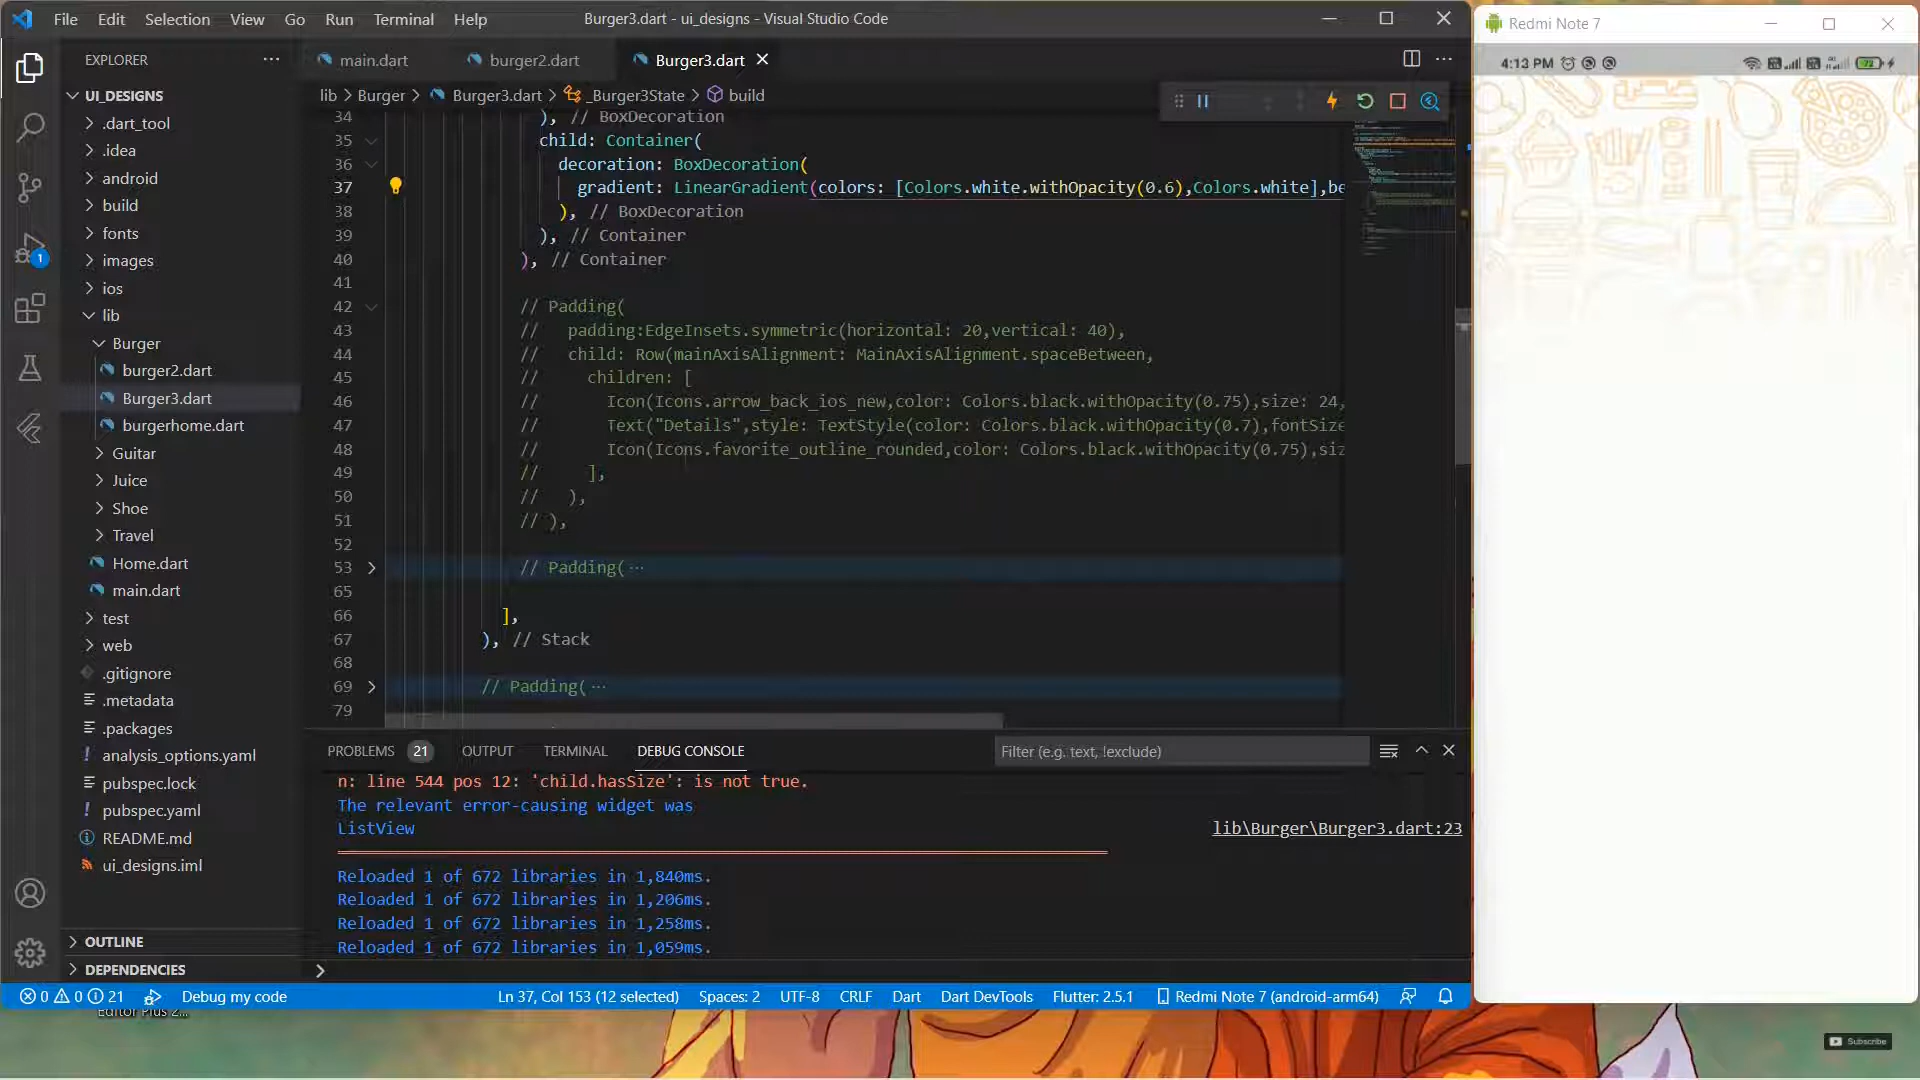 File Edit Selection View Go Run Terminal Help
Burger3.dart - ui_designs - Visual Studio Code
Redmi Note 7
4:13 PM
72
EXPLORER
main.dart
burger2.dart
Burger3.dart
lib > Burger > Burger3.dart > _Burger3State > build
UI_DESIGNS
.dart_tool
.idea
android
build
fonts
images
ios
lib
Burger
burger2.dart
Burger3.dart
burgerhome.dart
Guitar
Juice
Shoe
Travel
Home.dart
main.dart
test
web
.gitignore
.metadata
.packages
analysis_options.yaml
pubspec.lock
pubspec.yaml
README.md
ui_designs.iml
OUTLINE
DEPENDENCIES
1
34 ), // BoxDecoration
35 child: Container(
36 decoration: BoxDecoration(
37 gradient: LinearGradient(colors: [Colors.white.withOpacity(0.6),Colors.white],be
38 ), // BoxDecoration
39 ), // Container
40 ), // Container
41
42 // Padding(
43 // padding:EdgeInsets.symmetric(horizontal: 20,vertical: 40),
44 // child: Row(mainAxisAlignment: MainAxisAlignment.spaceBetween,
45 // children: [
46 // Icon(Icons.arrow_back_ios_new,color: Colors.black.withOpacity(0.75),size: 24,
47 // Text("Details",style: TextStyle(color: Colors.black.withOpacity(0.7),fontSize
48 // Icon(Icons.favorite_outline_rounded,color: Colors.black.withOpacity(0.75),siz
49 // ],
50 // ),
51 // ),
52
53 // Padding( ···
65
66 ],
67 ), // Stack
68
69 // Padding( ···
79
PROBLEMS 21 OUTPUT TERMINAL DEBUG CONSOLE
Filter (e.g. text, !exclude)
n: line 544 pos 12: 'child.hasSize': is not true.
The relevant error-causing widget was
ListView
lib\Burger\Burger3.dart:23
Reloaded 1 of 672 libraries in 1,840ms.
Reloaded 1 of 672 libraries in 1,206ms.
Reloaded 1 of 672 libraries in 1,258ms.
Reloaded 1 of 672 libraries in 1,059ms.
0 0 21 Debug my code
Ln 37, Col 153 (12 selected) Spaces: 2 UTF-8 CRLF Dart Dart DevTools Flutter: 2.5.1 Redmi Note 7 (android-arm64)
Editor Plus 2...
Subscribe